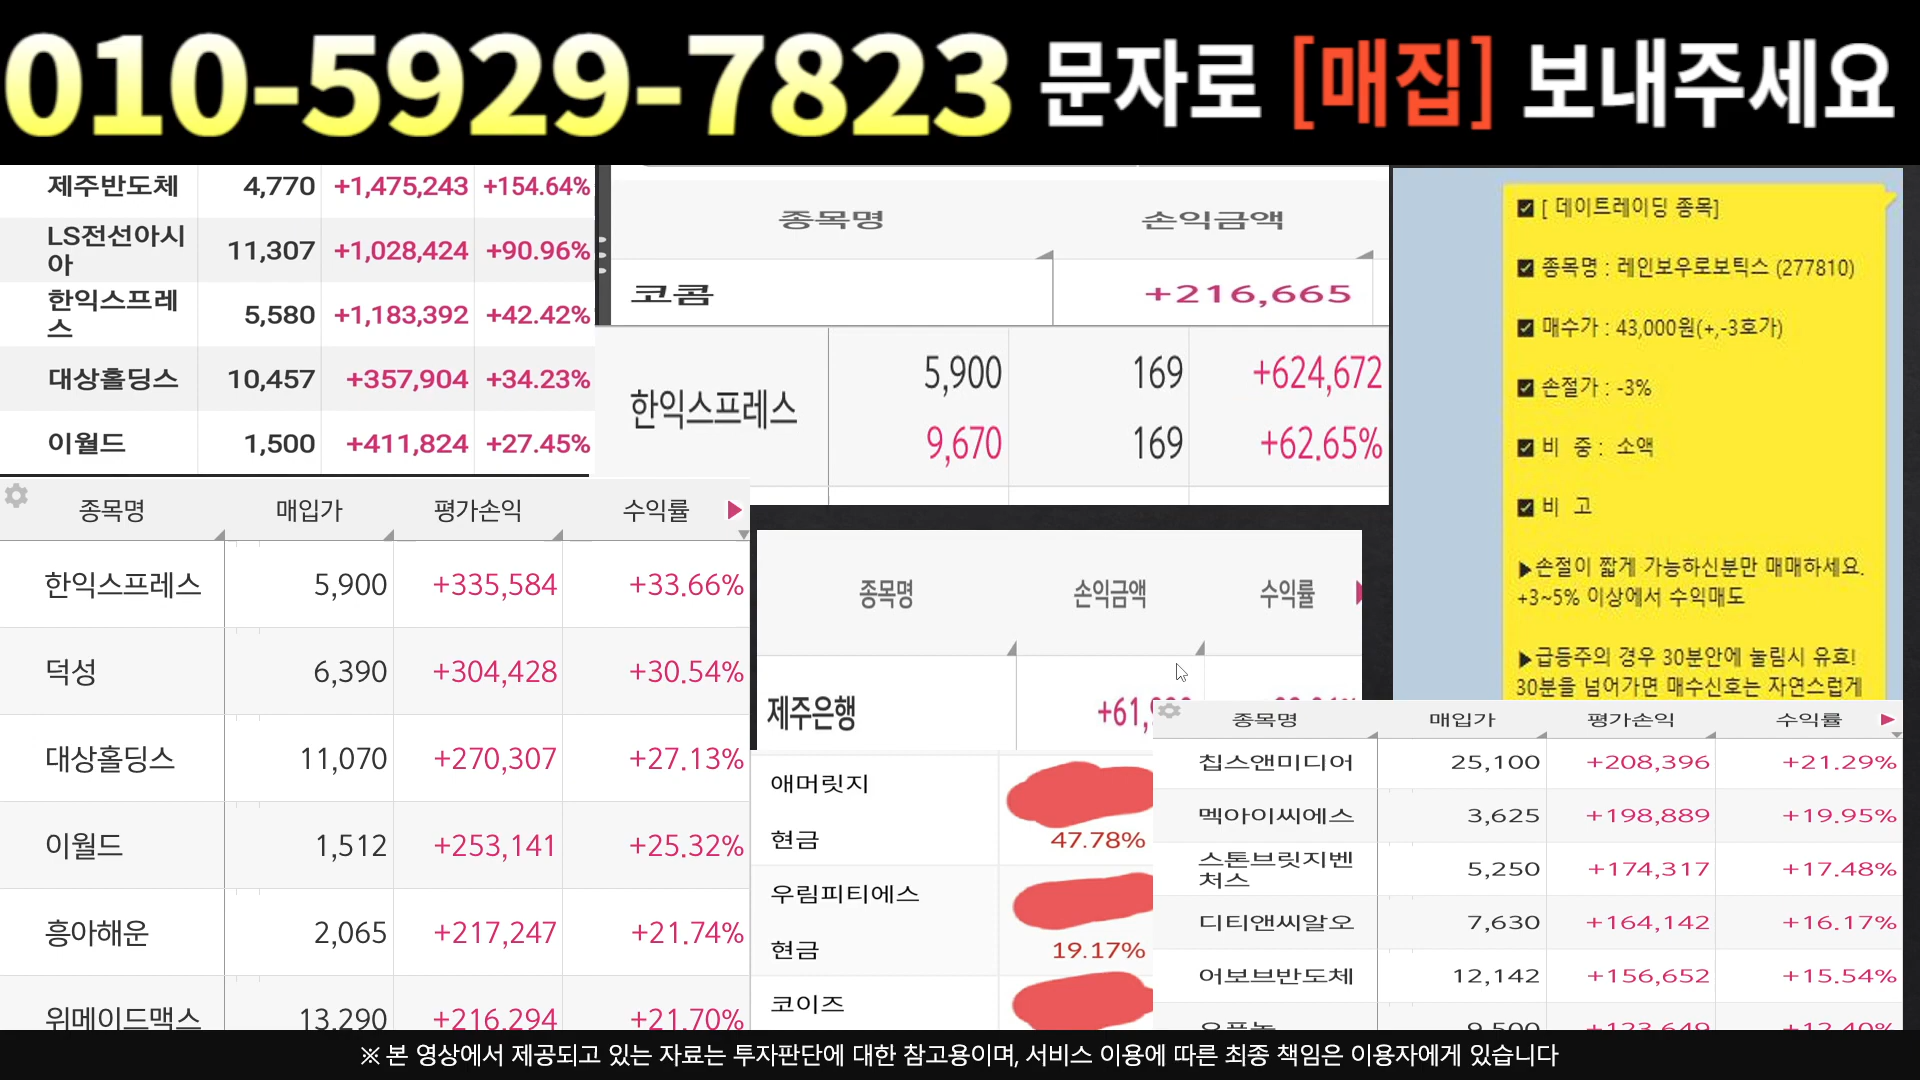 010-5929-7823 문자로 [매집] 보내주세요
제주반도체 4,770 +1,475,243 +154.64%
LS전선아시
아 11,307 +1,028,424 +90.96%
한익스프레
스 5,580 +1,183,392 +42.42%
대상홀딩스 10,457 +357,904 +34.23%
이월드 1,500 +411,824 +27.45%
종목명 손익금액
코콤 +216,665
한익스프레스
5,900 169 +624,672
9,670 169 +62.65%
☑ [ 데이트레이딩 종목]
☑ 종목명 : 레인보우로보틱스 (277810)
☑ 매수가 : 43,000원(+,-3호가)
☑ 손절가 : -3%
☑ 비 중 : 소액
☑ 비 고
▶손절이 짧게 가능하신분만 매매하세요.
+3~5% 이상에서 수익매도
▶급등주의 경우 30분안에 눌림시 유효!
30분을 넘어가면 매수신호는 자연스럽게
종목명 매입가 평가손익 수익률
한익스프레스 5,900 +335,584 +33.66%
덕성 6,390 +304,428 +30.54%
대상홀딩스 11,070 +270,307 +27.13%
이월드 1,512 +253,141 +25.32%
흥아해운 2,065 +217,247 +21.74%
위메이드맥스 13,290 +216,294 +21.70%
종목명 손익금액 수익률
제주은행
애머릿지
현금 47.78%
우림피티에스
현금 19.17%
코이즈
종목명 매입가 평가손익 수익률
칩스앤미디어 25,100 +208,396 +21.29%
멕아이씨에스 3,625 +198,889 +19.95%
스톤브릿지벤
처스 5,250 +174,317 +17.48%
디티앤씨알오 7,630 +164,142 +16.17%
어보브반도체 12,142 +156,652 +15.54%
※ 본 영상에서 제공되고 있는 자료는 투자판단에 대한 참고용이며, 서비스 이용에 따른 최종 책임은 이용자에게 있습니다